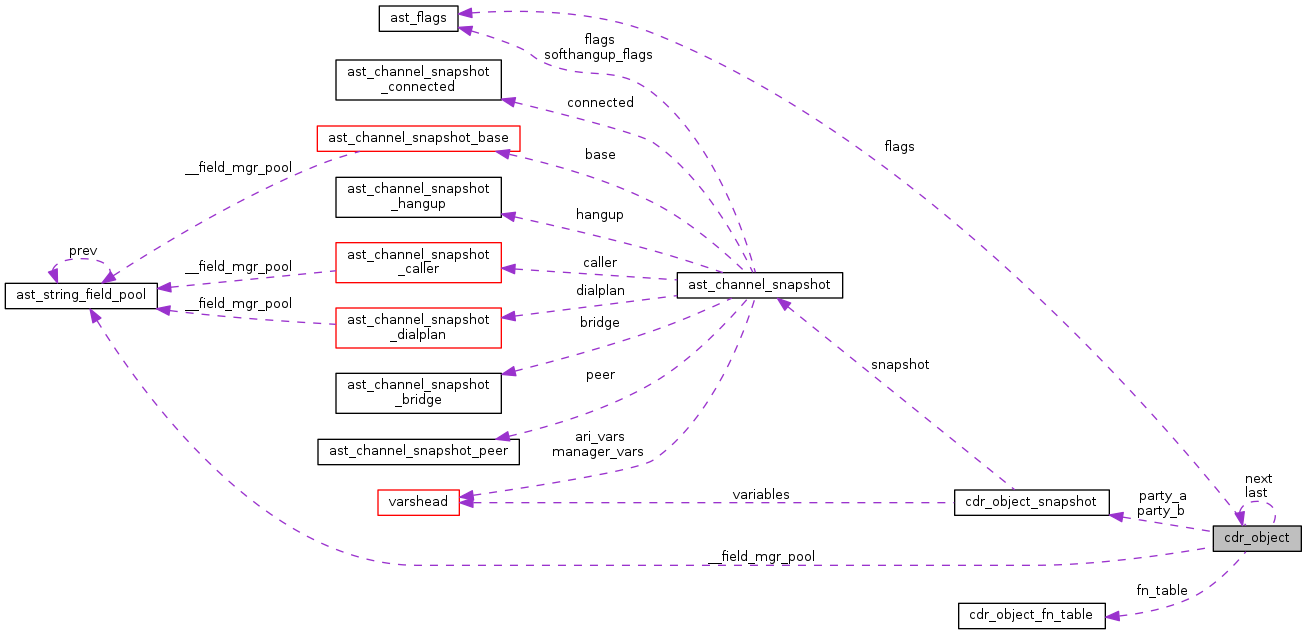 ast_flags
flags
softhangup_flags
ast_channel_snapshot
_connected
connected
ast_channel_snapshot_base
base
flags
__field_mgr_pool
ast_channel_snapshot
_hangup
hangup
prev
ast_channel_snapshot
_caller
caller
__field_mgr_pool
ast_string_field_pool
ast_channel_snapshot
dialplan
__field_mgr_pool
ast_channel_snapshot
_dialplan
bridge
snapshot
ast_channel_snapshot
_bridge
peer
ast_channel_snapshot_peer
ari_vars
manager_vars
varshead
variables
cdr_object_snapshot
party_a
party_b
next
last
cdr_object
__field_mgr_pool
fn_table
cdr_object_fn_table